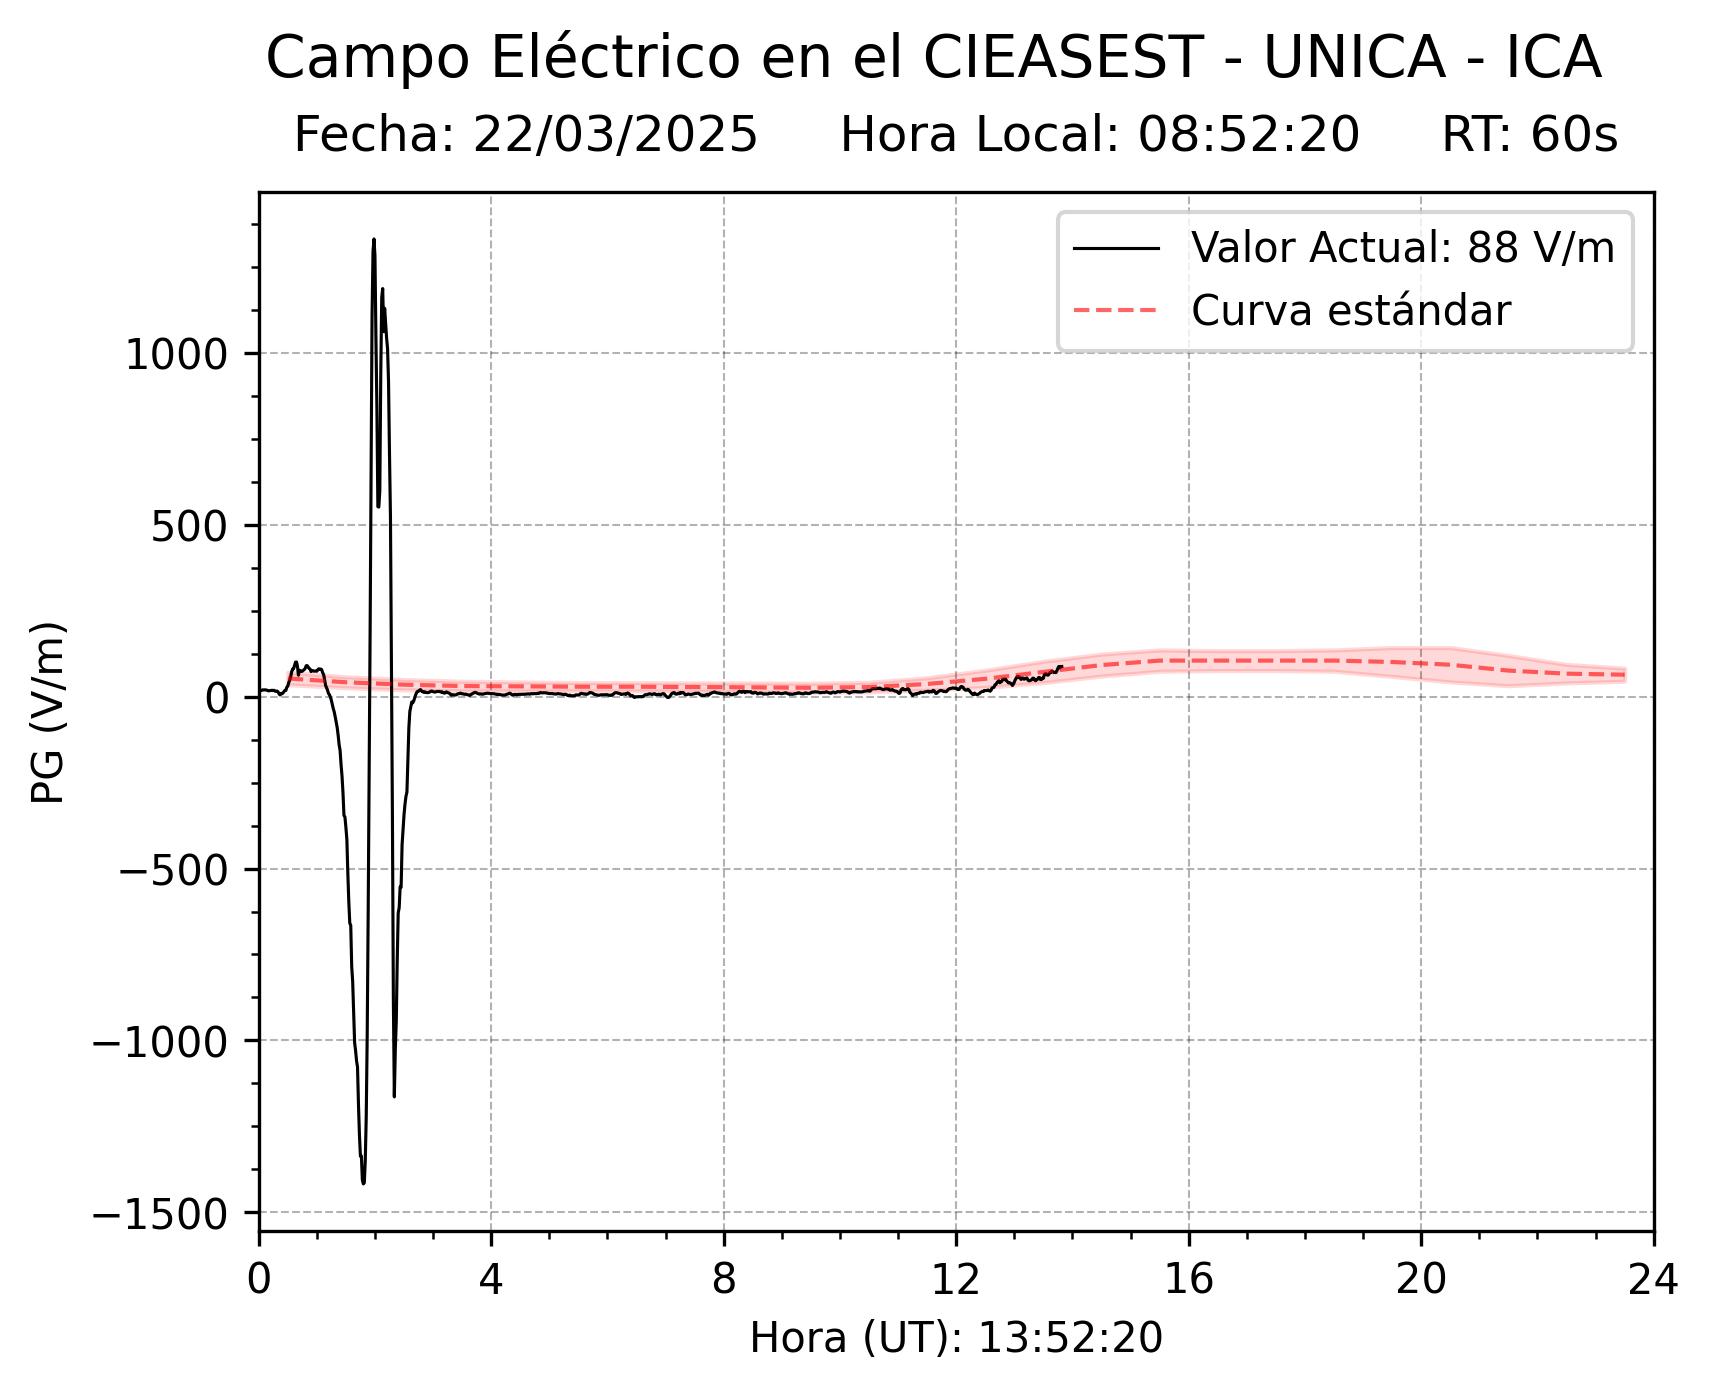 Campo Eléctrico en el CIEASEST - UNICA - ICA
Fecha: 22/03/2025 Hora Local: 08:52:20 RT: 60s
Valor Actual: 88 V/m
Curva estándar
1000
500
0
−500
−1000
−1500
PG (V/m)
0 4 8 12 16 20 24
Hora (UT): 13:52:20